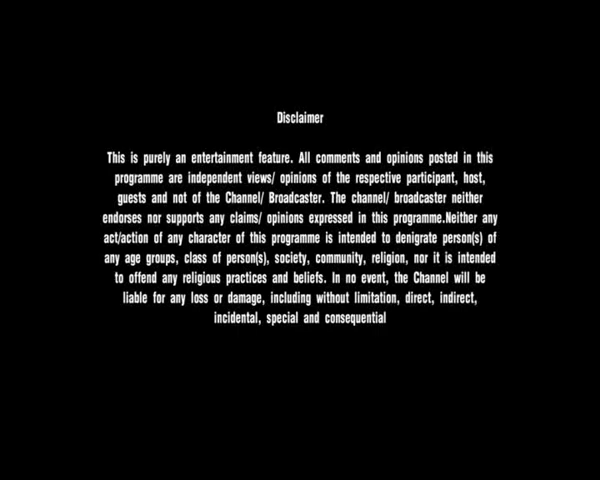 Disclaimer
This is purely an entertainment feature. All comments and opinions posted in this
programme are independent views/ opinions of the respective participant, host,
guests and not of the Channel/ Broadcaster. The channel/ broadcaster neither
endorses nor supports any claims/ opinions expressed in this programme.Neither any
act/action of any character of this programme is intended to denigrate person(s) of
any age groups, class of person(s), society, community, religion, nor it is intended
to offend any religious practices and beliefs. In no event, the Channel will be
liable for any loss or damage, including without limitation, direct, indirect,
incidental, special and consequential